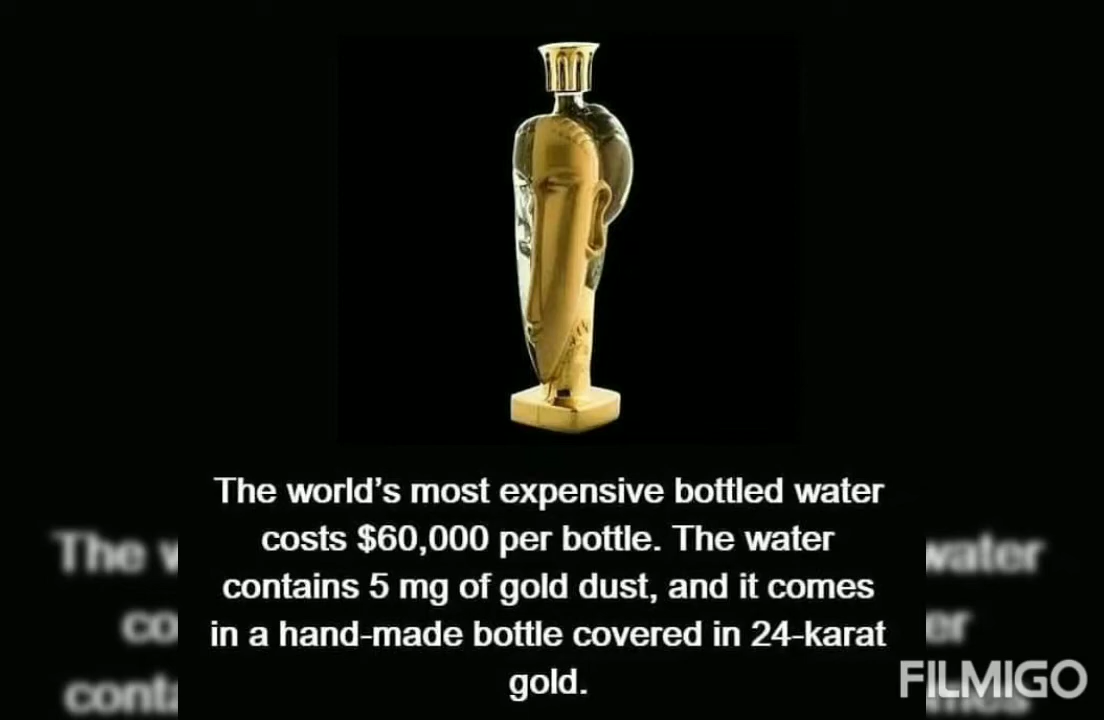 The world’s most expensive bottled water
costs $60,000 per bottle. The water
contains 5 mg of gold dust, and it comes
in a hand-made bottle covered in 24-karat
gold.
FILMIGO